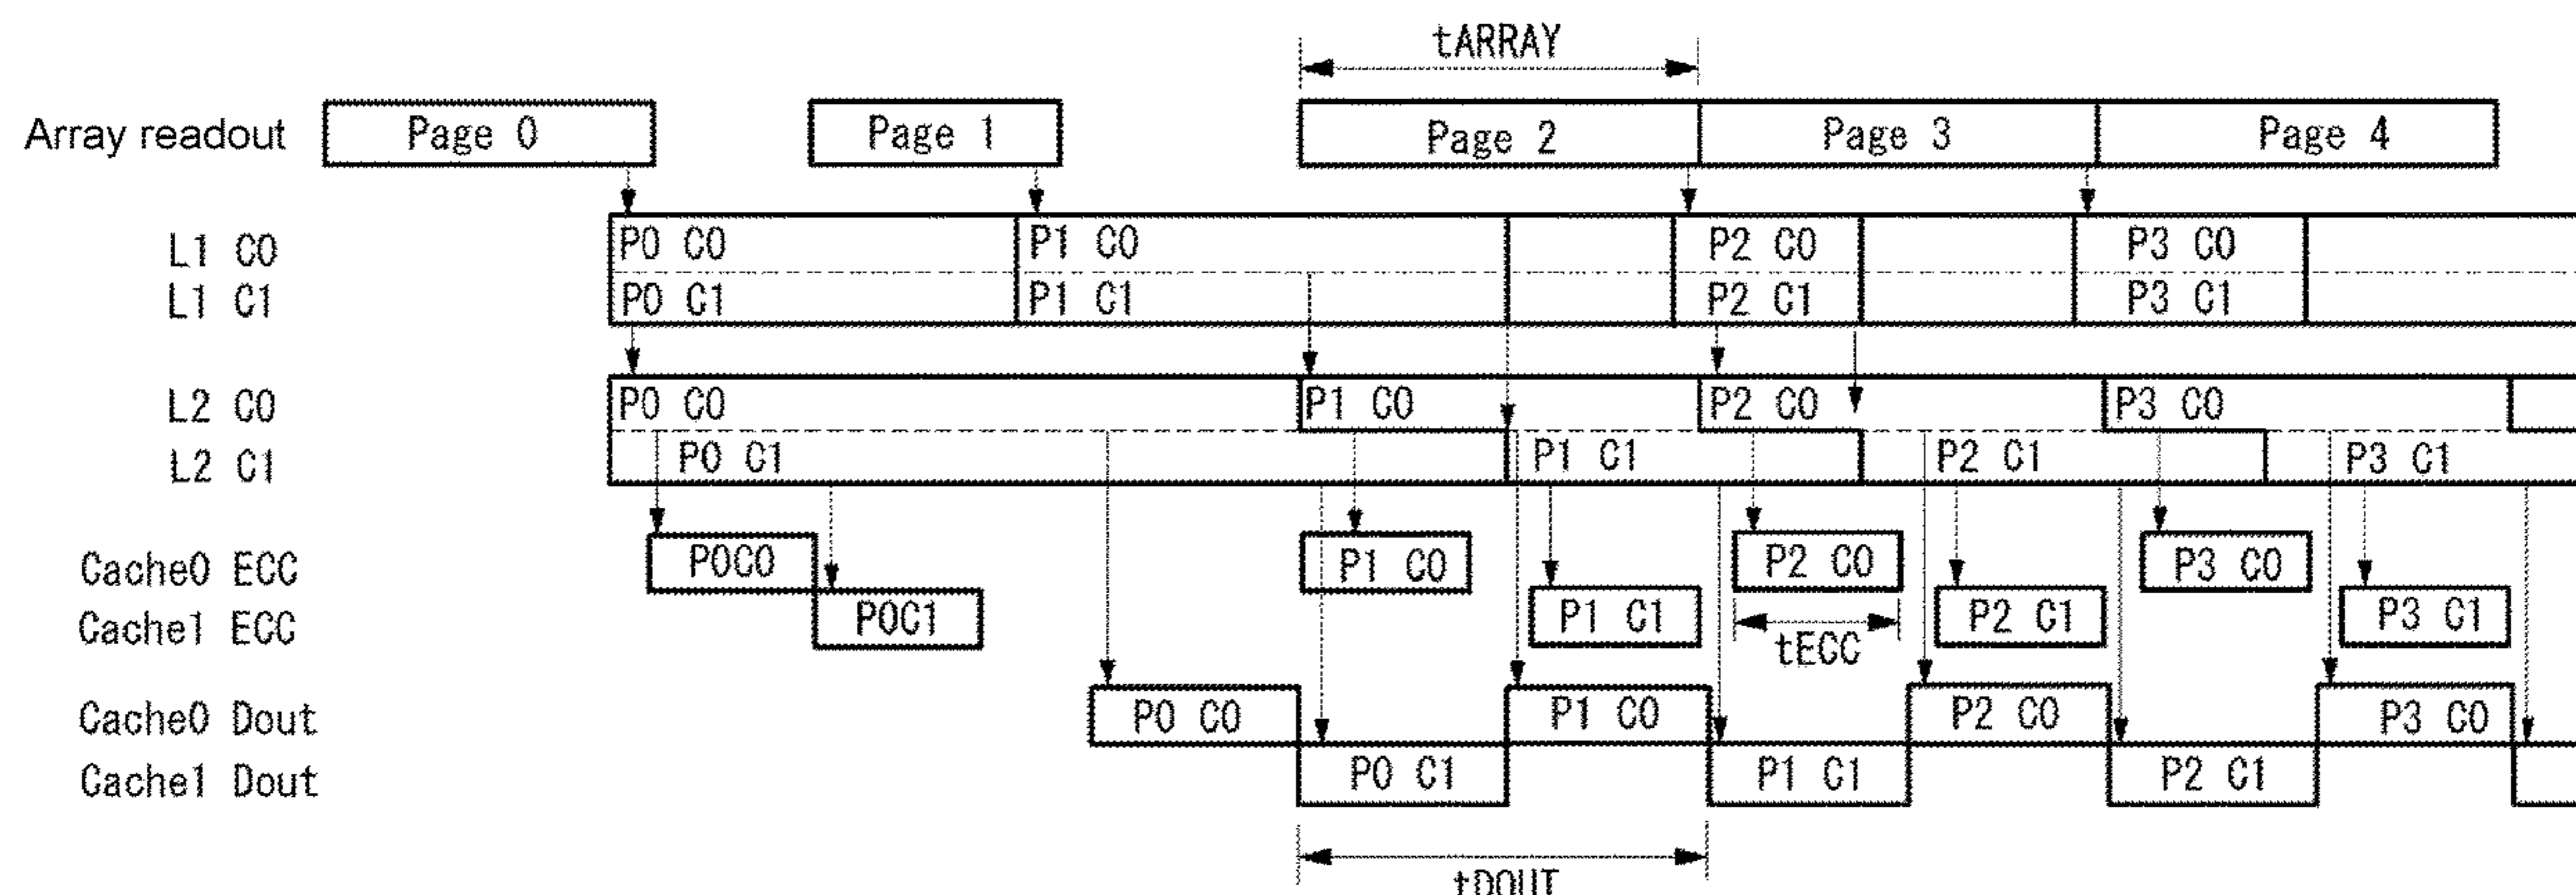 tARRAY
Array readout Page 0 Page 1 Page 2 Page 3 Page 4
L1 C0 P0 C0 P1 C0 P2 C0 P3 C0
L1 C1 P0 C1 P1 C1 P2 C1 P3 C1
L2 C0 P0 C0 P1 C0 P2 C0 P3 C0
L2 C1 P0 C1 P1 C1 P2 C1 P3 C1
Cache0 ECC P0C0 P1 C0 P2 C0 P3 C0
Cache1 ECC P0C1 P1 C1 P2 C1 P3 C1
tECC
Cache0 Dout P0 C0 P1 C0 P2 C0 P3 C0
Cache1 Dout P0 C1 P1 C1 P2 C1
tDOUT